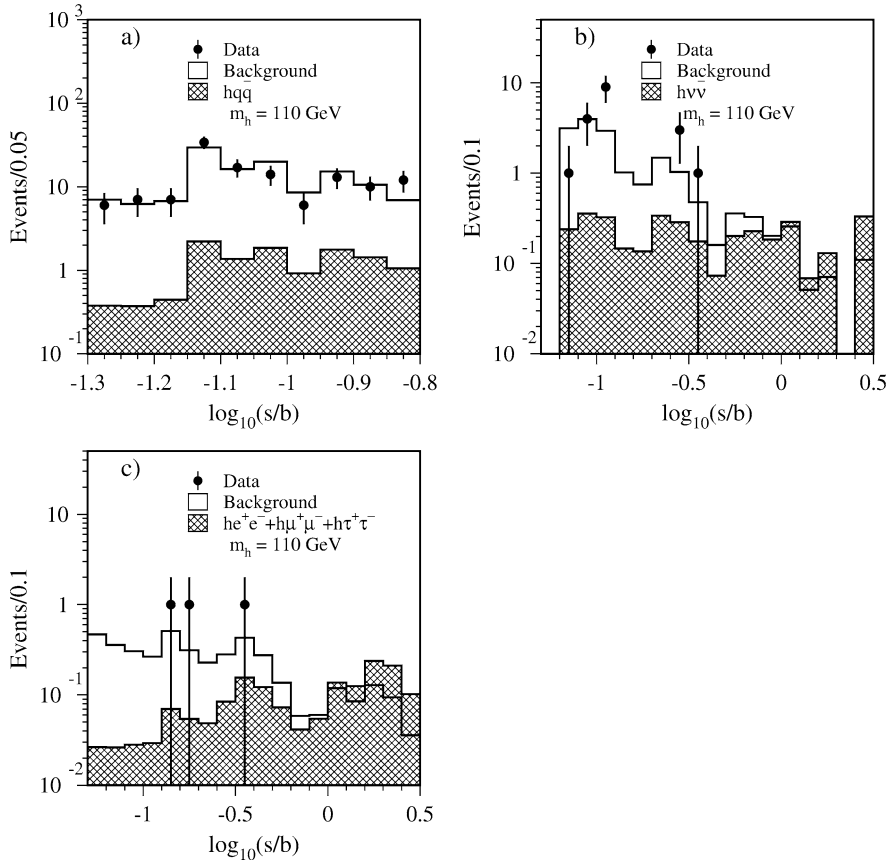 a)
Data
Background
hqq̄
m_h = 110 GeV
Events/0.05
10^3
10^2
10
1
10^-1
-1.3 -1.2 -1.1 -1 -0.9 -0.8
log_10(s/b)
b)
Data
Background
hνν̄
m_h = 110 GeV
Events/0.1
10
1
10^-1
10^-2
-1 -0.5 0 0.5
log_10(s/b)
c)
Data
Background
he^+e^-+hμ^+μ^-+hτ^+τ^-
m_h = 110 GeV
Events/0.1
10
1
10^-1
10^-2
-1 -0.5 0 0.5
log_10(s/b)